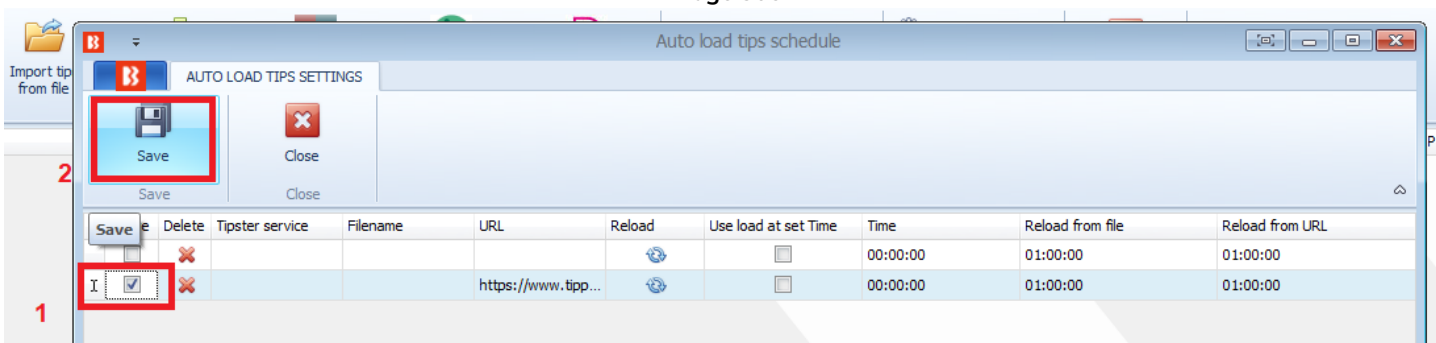 Auto load tips schedule
Import tip
from file
AUTO LOAD TIPS SETTINGS
Save
Close
P
2
Save
Close
Save
e Delete Tipster service Filename URL Reload Use load at set Time Time Reload from file Reload from URL
00:00:00 01:00:00 01:00:00
https://www.tipp... 00:00:00 01:00:00 01:00:00
1